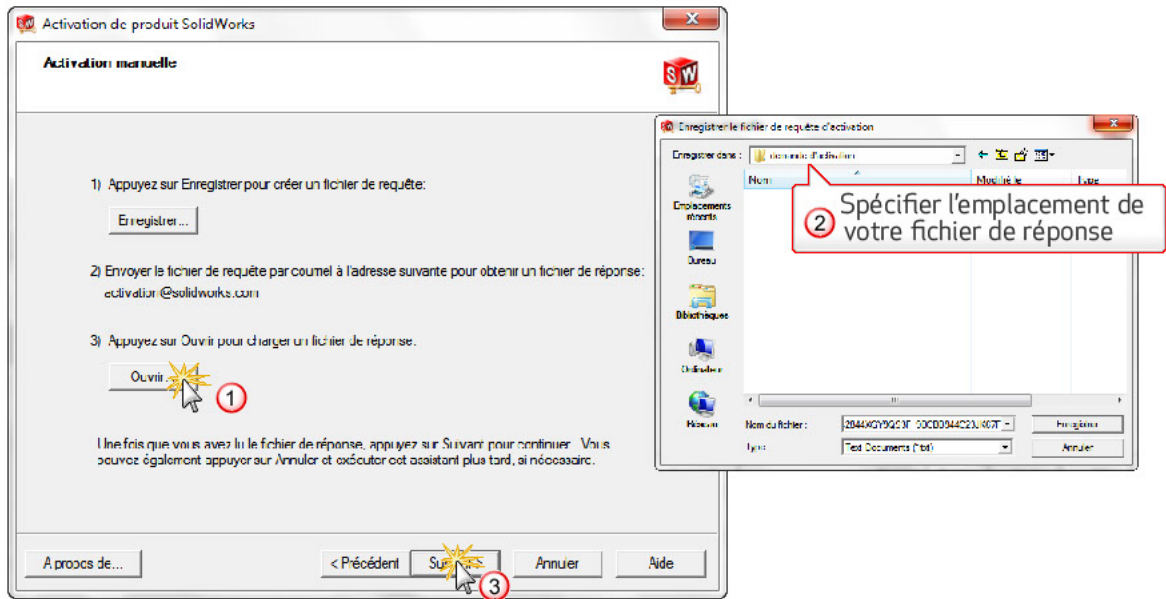 Activation de produit SolidWorks
Activation manuelle
1) Appuyez sur Enregistrer pour créer un fichier de requête:
Enregistrer...
2) Envoyer le fichier de requête par courriel à l'adresse suivante pour obtenir un fichier de réponse:
activation@solidworks.com
3) Appuyez sur Ouvrir pour charger un fichier de réponse.
Ouvrir...
1
Une fois que vous avez lu le fichier de réponse, appuyez sur Suivant pour continuer. Vous
pouvez également appuyer sur Annuler et exécuter cet assistant plus tard, si nécessaire.
A propos de...
< Précédent
Annuler
Aide
3
Enregistrer le fichier de requête d'activation
Enregistrer dans :
demande d'activation
Nom
Modifié le
Type
2 Spécifier l'emplacement de
votre fichier de réponse
Emplacements
récents
Bureau
Bibliothèques
Ordinateur
Réseau
Nom du fichier :
Enregistrer
Type :
Text Documents (*.txt)
Annuler